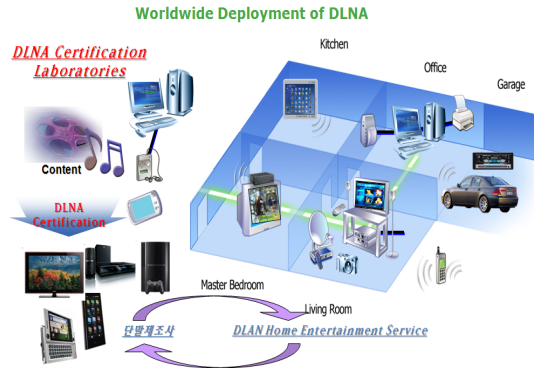 Worldwide Deployment of DLNA
DLNA Certification
Laboratories
Content
DLNA
Certification
Kitchen
Office
Garage
Master Bedroom
Living Room
단말제조사
DLAN Home Entertainment Service